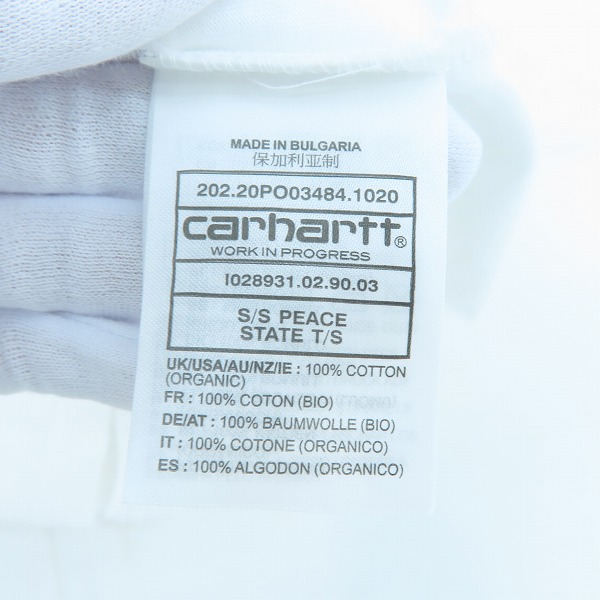 MADE IN BULGARIA
保加利亚制
202.20PO03484.1020
carhartt®
WORK IN PROGRESS
I028931.02.90.03
S/S PEACE
STATE T/S
UK/USA/AU/NZ/IE : 100% COTTON
(ORGANIC)
FR : 100% COTON (BIO)
DE/AT : 100% BAUMWOLLE (BIO)
IT : 100% COTONE (ORGANICO)
ES : 100% ALGODON (ORGANICO)